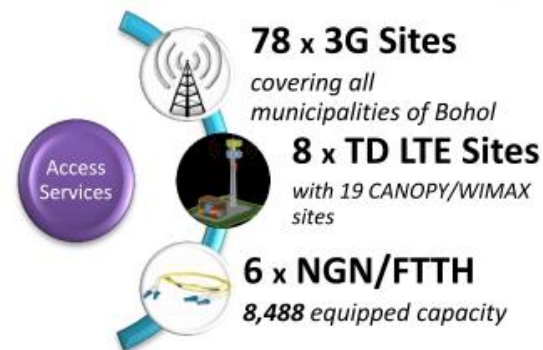 78 x 3G Sites
covering all
municipalities of Bohol
Access
Services
8 x TD LTE Sites
with 19 CANOPY/WIMAX
sites
6 x NGN/FTTH
8,488 equipped capacity